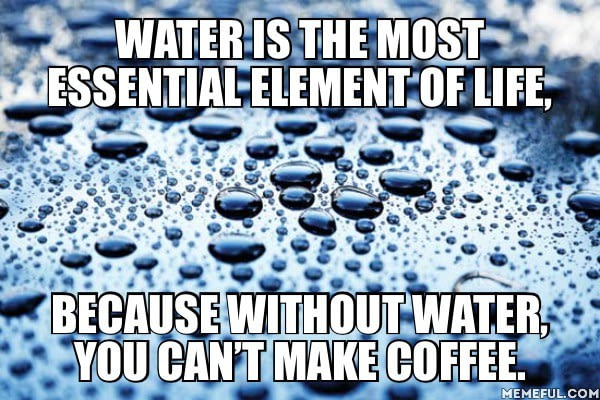 WATER IS THE MOST
ESSENTIAL ELEMENT OF LIFE,
BECAUSE WITHOUT WATER,
YOU CAN'T MAKE COFFEE.
MEMEFUL.COM